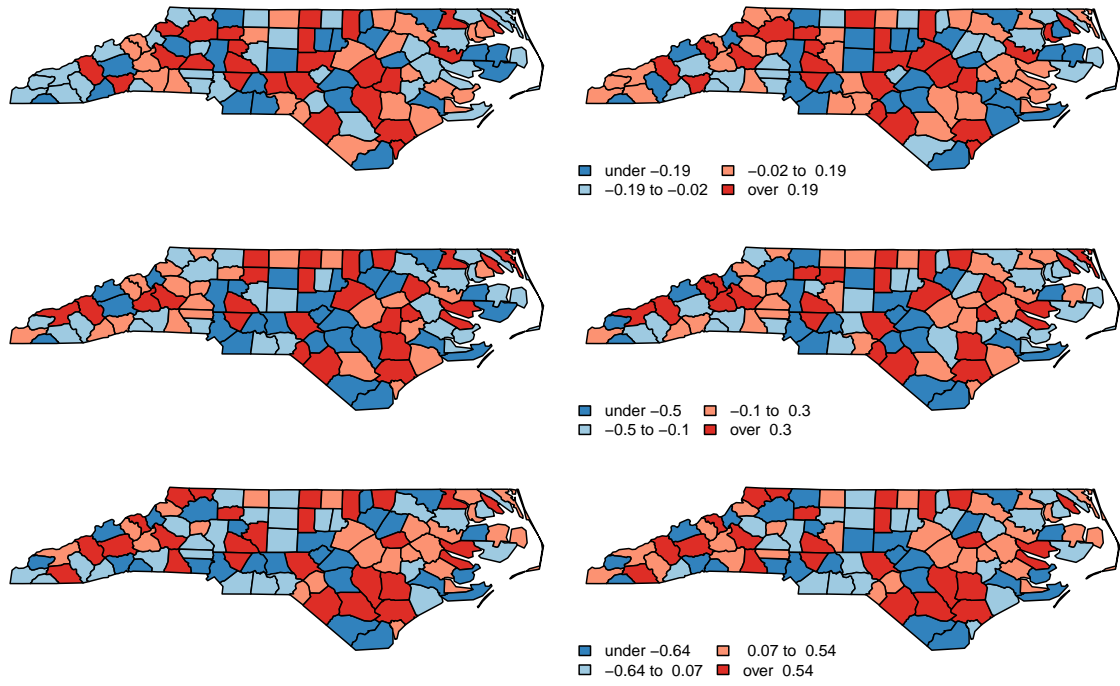 under −0.19 −0.02 to 0.19
−0.19 to −0.02 over 0.19
under −0.5 −0.1 to 0.3
−0.5 to −0.1 over 0.3
under −0.64 0.07 to 0.54
−0.64 to 0.07 over 0.54